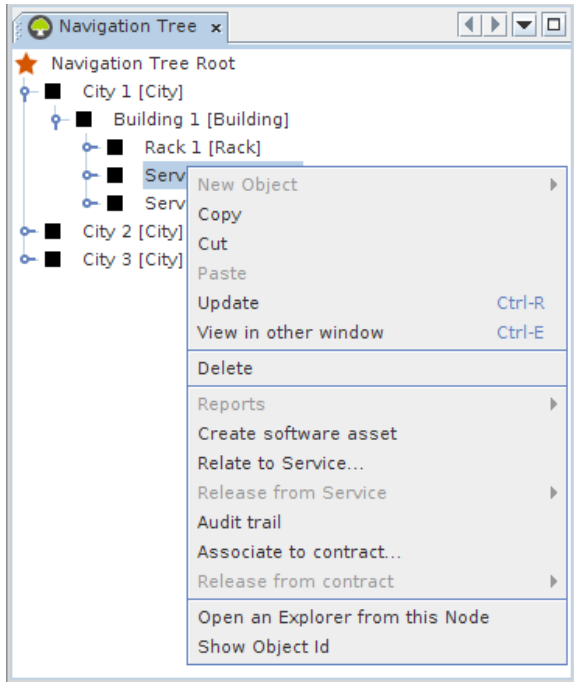 Navigation Tree x
Navigation Tree Root
City 1 [City]
Building 1 [Building]
Rack 1 [Rack]
Serv
Serv
City 2 [City]
City 3 [City]
New Object
Copy
Cut
Paste
Update Ctrl-R
View in other window Ctrl-E
Delete
Reports
Create software asset
Relate to Service...
Release from Service
Audit trail
Associate to contract...
Release from contract
Open an Explorer from this Node
Show Object Id